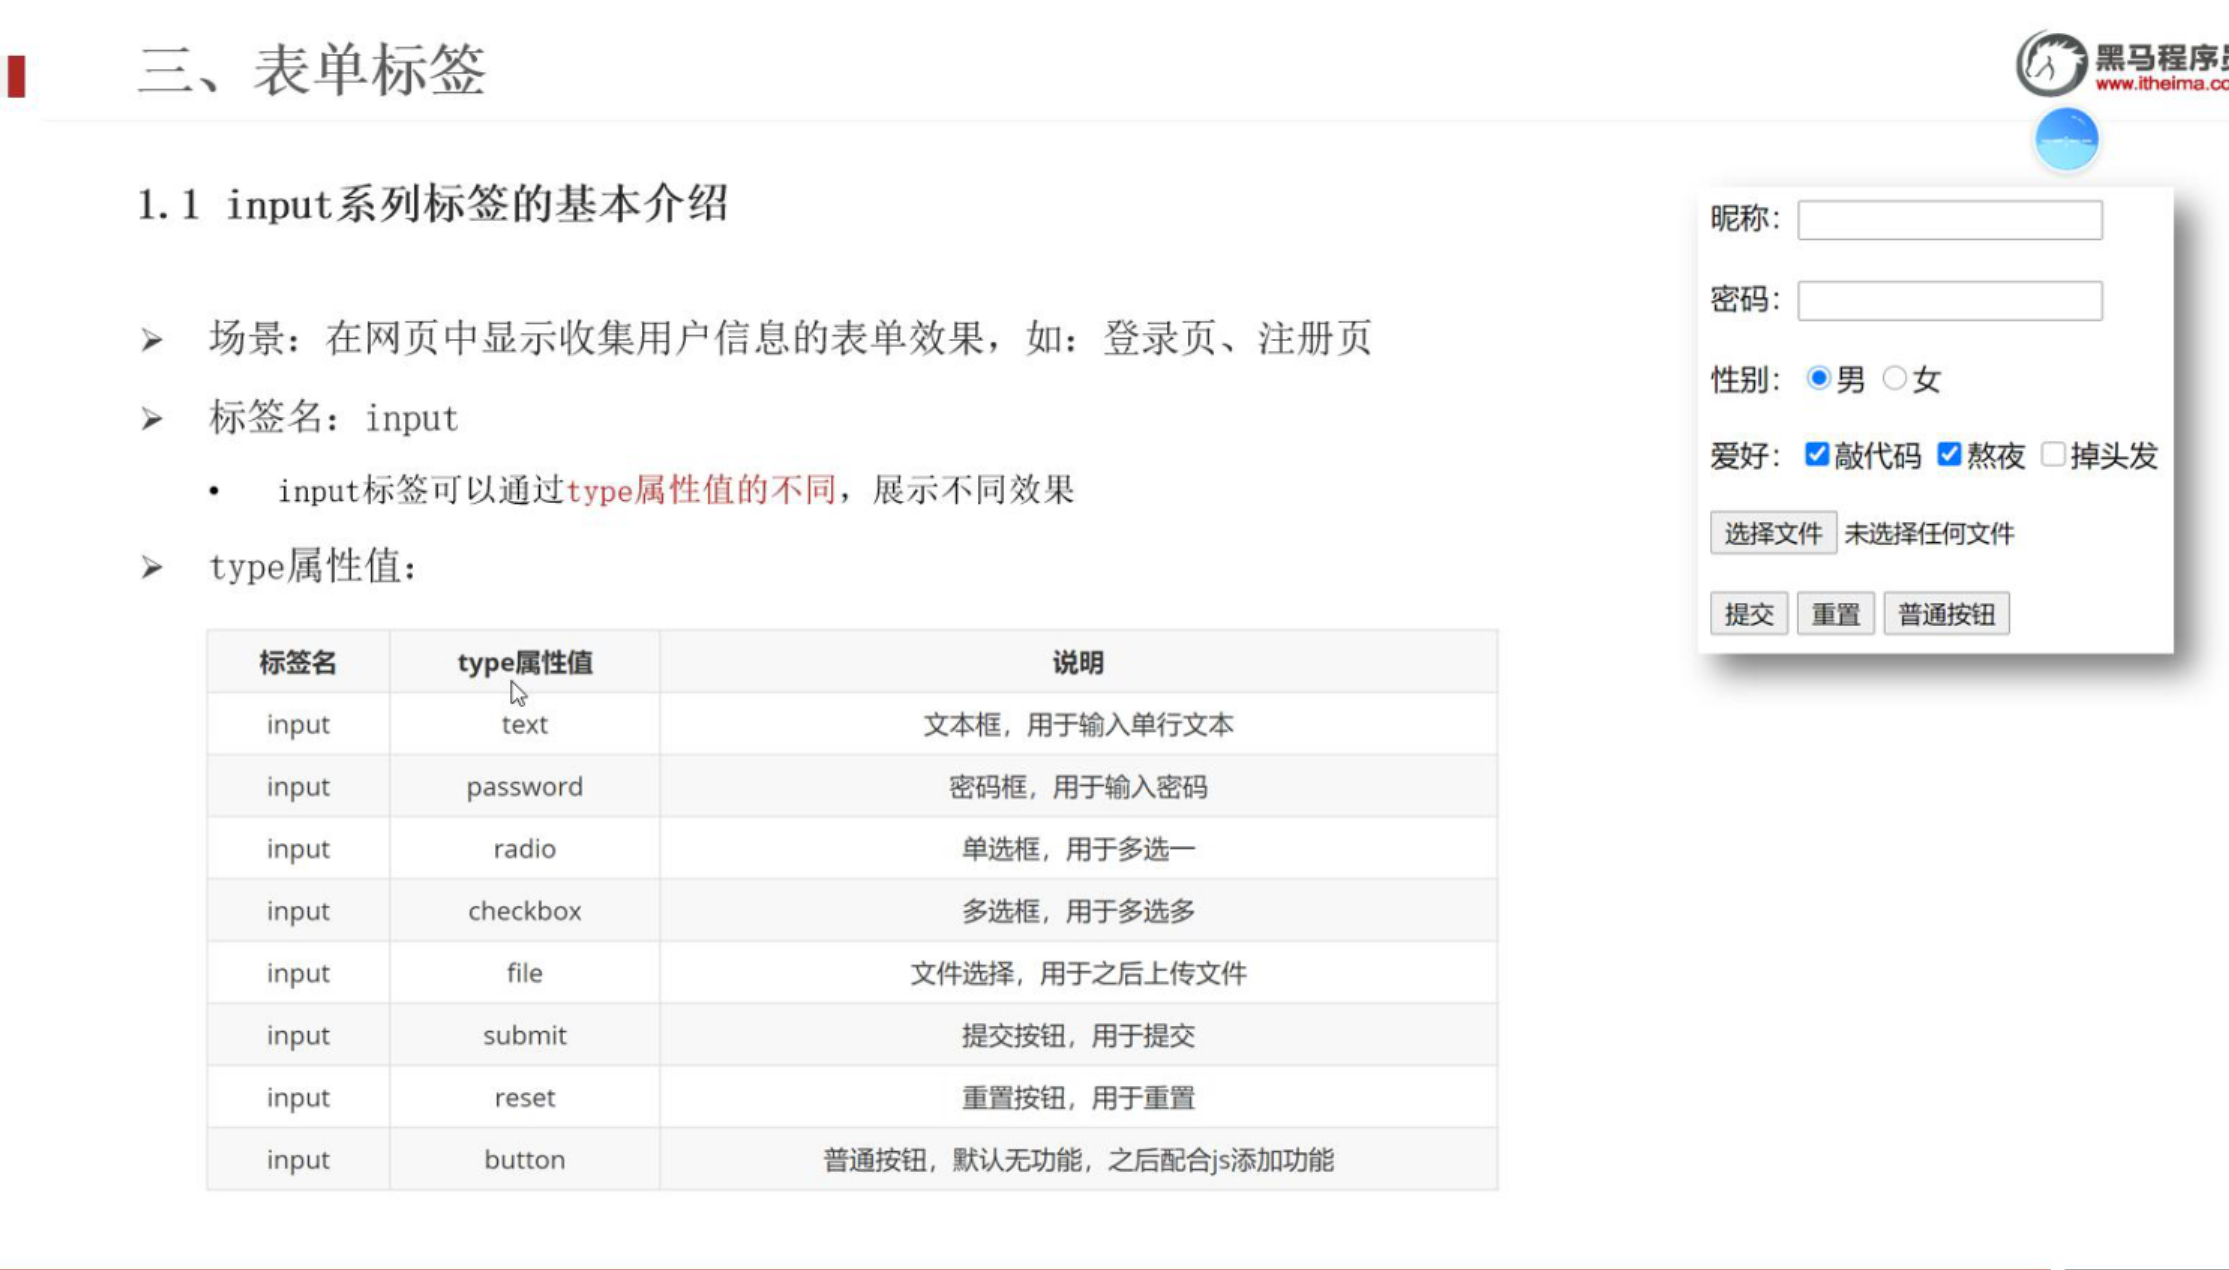 三、表单标签
黑马程序员
www.itheima.co
1.1 input系列标签的基本介绍
场景：在网页中显示收集用户信息的表单效果，如：登录页、注册页
标签名：input
input标签可以通过type属性值的不同，展示不同效果
type属性值：
标签名 type属性值 说明
input text 文本框，用于输入单行文本
input password 密码框，用于输入密码
input radio 单选框，用于多选一
input checkbox 多选框，用于多选多
input file 文件选择，用于之后上传文件
input submit 提交按钮，用于提交
input reset 重置按钮，用于重置
input button 普通按钮，默认无功能，之后配合js添加功能
昵称：
密码：
性别： 男 女
爱好： 敲代码 熬夜 掉头发
选择文件 未选择任何文件
提交 重置 普通按钮